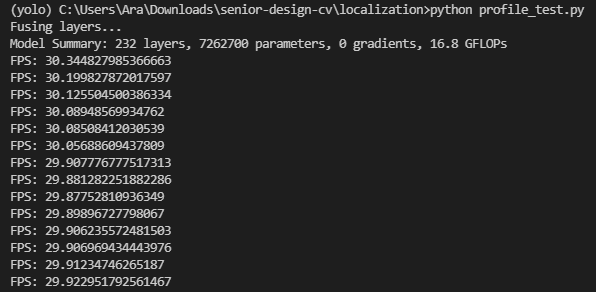 (yolo) C:\Users\Ara\Downloads\senior-design-cv\localization>python profile_test.py
Fusing layers...
Model Summary: 232 layers, 7262700 parameters, 0 gradients, 16.8 GFLOPs
FPS: 30.344827985366663
FPS: 30.199827872017597
FPS: 30.125504500386334
FPS: 30.08948569934762
FPS: 30.08508412030539
FPS: 30.05688609437809
FPS: 29.907776777517313
FPS: 29.881282251882286
FPS: 29.87752810936349
FPS: 29.89896727798067
FPS: 29.906235572481503
FPS: 29.906969434443976
FPS: 29.91234746265187
FPS: 29.922951792561467